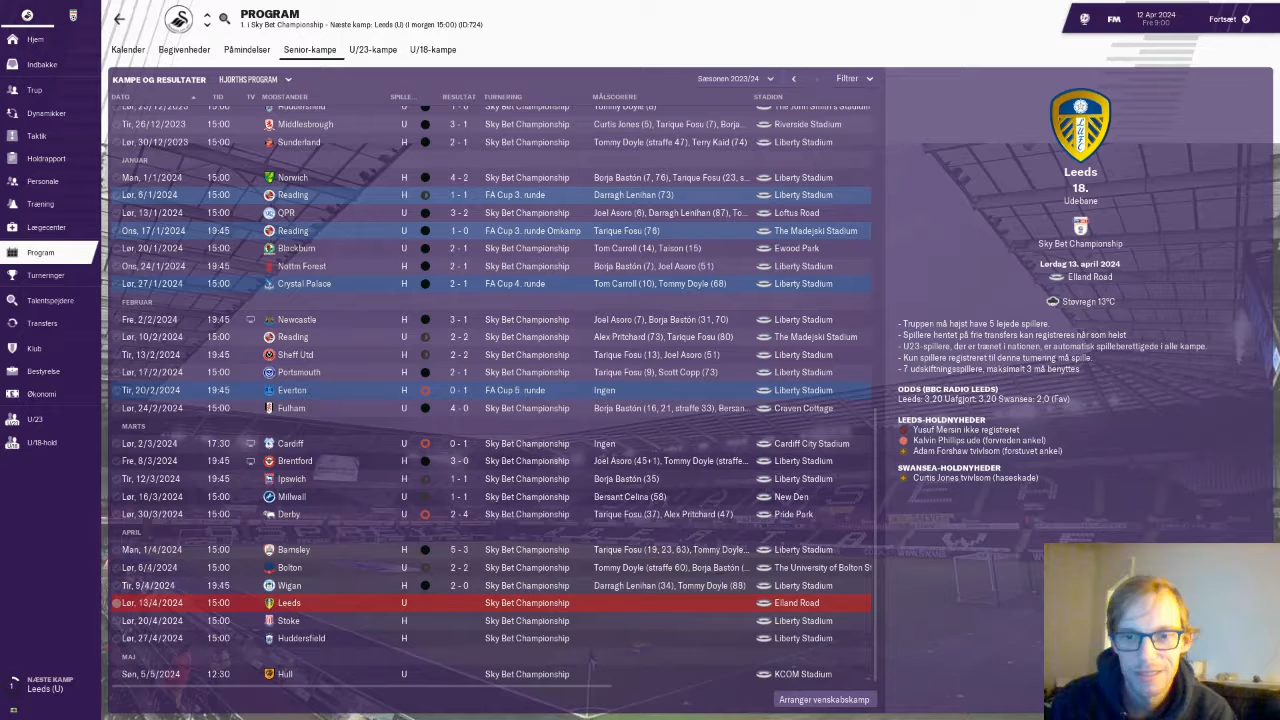 PROGRAM
1. i Sky Bet Championship - Næste kamp: Leeds (U) (I morgen 15:00) (ID:724)
FM
12 Apr 2024
Fre 9:00
Fortsæt
Kalender Begivenheder Påmindelser Senior-kampe U/23-kampe U/18-kampe
Hjem
Indbakke
Trup
Dynamikker
Taktik
Holdrapport
Personale
Træning
Lægecenter
Program
Turneringer
Talentspejdere
Transfers
Klub
Bestyrelse
Økonomi
U/23
U/18-hold
NÆSTE KAMP
Leeds (U)
KAMPE OG RESULTATER HJORTHS PROGRAM Sæsonen 2023/24 Filtrer
DATO TID TV MODSTANDER SPILLE... RESULTAT TURNERING MÅLSCORERE STADION
Lør, 23/12/2023 15:00 Huddersfield U 1 - 0 Sky Bet Championship Tommy Doyle (8) The John Smith's Stadium
Tir, 26/12/2023 15:00 Middlesbrough U 3 - 1 Sky Bet Championship Curtis Jones (5), Tarique Fosu (7), Borja... Riverside Stadium
Lør, 30/12/2023 15:00 Sunderland H 2 - 1 Sky Bet Championship Tommy Doyle (straffe 47), Terry Kaid (74) Liberty Stadium
JANUAR
Man, 1/1/2024 15:00 Norwich H 4 - 2 Sky Bet Championship Borja Bastón (7, 76), Tarique Fosu (23, s... Liberty Stadium
Lør, 6/1/2024 15:00 Reading H 1 - 1 FA Cup 3. runde Darragh Lenihan (73) Liberty Stadium
Lør, 13/1/2024 15:00 QPR U 3 - 2 Sky Bet Championship Joel Asoro (6), Darragh Lenihan (87), To... Loftus Road
Ons, 17/1/2024 19:45 Reading U 1 - 0 FA Cup 3. runde Omkamp Tarique Fosu (76) The Madejski Stadium
Lør, 20/1/2024 15:00 Blackburn U 2 - 1 Sky Bet Championship Tom Carroll (14), Taison (15) Ewood Park
Ons, 24/1/2024 19:45 Nottm Forest H 2 - 1 Sky Bet Championship Borja Bastón (7), Joel Asoro (51) Liberty Stadium
Lør, 27/1/2024 15:00 Crystal Palace H 2 - 1 FA Cup 4. runde Tom Carroll (10), Tommy Doyle (68) Liberty Stadium
FEBRUAR
Fre, 2/2/2024 19:45 Newcastle H 3 - 1 Sky Bet Championship Joel Asoro (7), Borja Bastón (31, 70) Liberty Stadium
Lør, 10/2/2024 15:00 Reading U 2 - 2 Sky Bet Championship Alex Pritchard (73), Tarique Fosu (80) The Madejski Stadium
Tir, 13/2/2024 19:45 Sheff Utd H 2 - 2 Sky Bet Championship Tarique Fosu (13), Joel Asoro (51) Liberty Stadium
Lør, 17/2/2024 15:00 Portsmouth H 2 - 2 Sky Bet Championship Tarique Fosu (9), Scott Copp (73) Liberty Stadium
Tir, 20/2/2024 19:45 Everton H 0 - 1 FA Cup 5. runde Ingen Liberty Stadium
Lør, 24/2/2024 15:00 Fulham U 4 - 0 Sky Bet Championship Borja Bastón (16, 21, straffe 33), Bersan... Craven Cottage
MARTS
Lør, 2/3/2024 17:30 Cardiff U 0 - 1 Sky Bet Championship Ingen Cardiff City Stadium
Fre, 8/3/2024 19:45 Brentford H 3 - 0 Sky Bet Championship Joel Asoro (45+1), Tommy Doyle (straffe... Liberty Stadium
Tir, 12/3/2024 19:45 Ipswich H 1 - 1 Sky Bet Championship Borja Bastón (35) Liberty Stadium
Lør, 16/3/2024 15:00 Millwall U 1 - 1 Sky Bet Championship Bersant Celina (58) New Den
Lør, 30/3/2024 15:00 Derby U 2 - 4 Sky Bet Championship Tarique Fosu (37), Alex Pritchard (47) Pride Park
APRIL
Man, 1/4/2024 15:00 Barnsley H 5 - 3 Sky Bet Championship Tarique Fosu (19, 23, 63), Tommy Doyle... Liberty Stadium
Lør, 6/4/2024 15:00 Bolton U 2 - 2 Sky Bet Championship Tommy Doyle (straffe 60), Borja Bastón (... The University of Bolton St
Tir, 9/4/2024 19:45 Wigan H 2 - 0 Sky Bet Championship Darragh Lenihan (34), Tommy Doyle (88) Liberty Stadium
Lør, 13/4/2024 15:00 Leeds U Sky Bet Championship Elland Road
Lør, 20/4/2024 15:00 Stoke H Sky Bet Championship Liberty Stadium
Lør, 27/4/2024 15:00 Huddersfield H Sky Bet Championship Liberty Stadium
MAJ
Søn, 5/5/2024 12:30 Hull U Sky Bet Championship KCOM Stadium
Arranger venskabskamp
Leeds
18.
Udebane
Sky Bet Championship
Lørdag 13. april 2024
Elland Road
Støvregn 13°C
- Truppen må højst have 5 lejede spillere.
- Spillere hentet på frie transfers kan registreres når som helst
- U23-spillere, der er trænet i nationen, er automatisk spilleberettigede i alle kampe.
- Kun spillere registreret til denne turnering må spille.
- 7 udskiftningsspillere, maksimalt 3 må benyttes
ODDS (BBC RADIO LEEDS)
Leeds: 3,20 Uafgjort: 3,20 Swansea: 2,0 (Fav)
LEEDS-HOLDNYHEDER
Yusuf Mersin ikke registreret
Kalvin Phillips ude (forvreden ankel)
Adam Forshaw tvivlsom (forstuvet ankel)
SWANSEA-HOLDNYHEDER
Curtis Jones tvivlsom (haseskade)